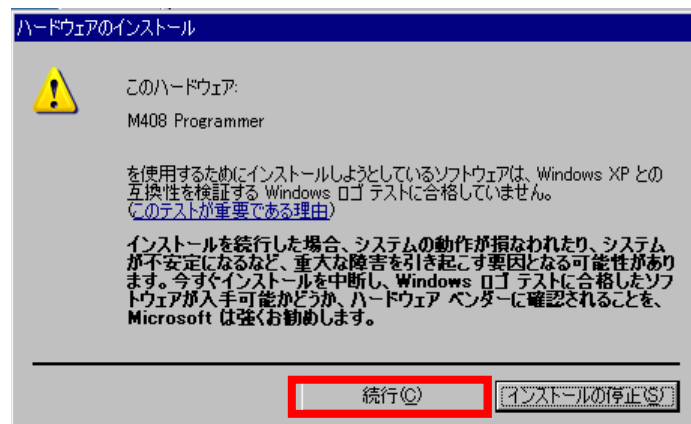 ハードウェアのインストール
このハードウェア:
M408 Programmer
を使用するためにインストールしようとしているソフトウェアは、Windows XP との
互換性を検証する Windows ロゴ テストに合格していません。
(このテストが重要である理由)
インストールを続行した場合、システムの動作が損なわれたり、システム
が不安定になるなど、重大な障害を引き起こす要因となる可能性があり
ます。今すぐインストールを中断し、Windows ロゴ テストに合格したソフ
トウェアが入手可能かどうか、ハードウェア ベンダーに確認されることを、
Microsoft は強くお勧めします。
続行(C) インストールの停止(S)